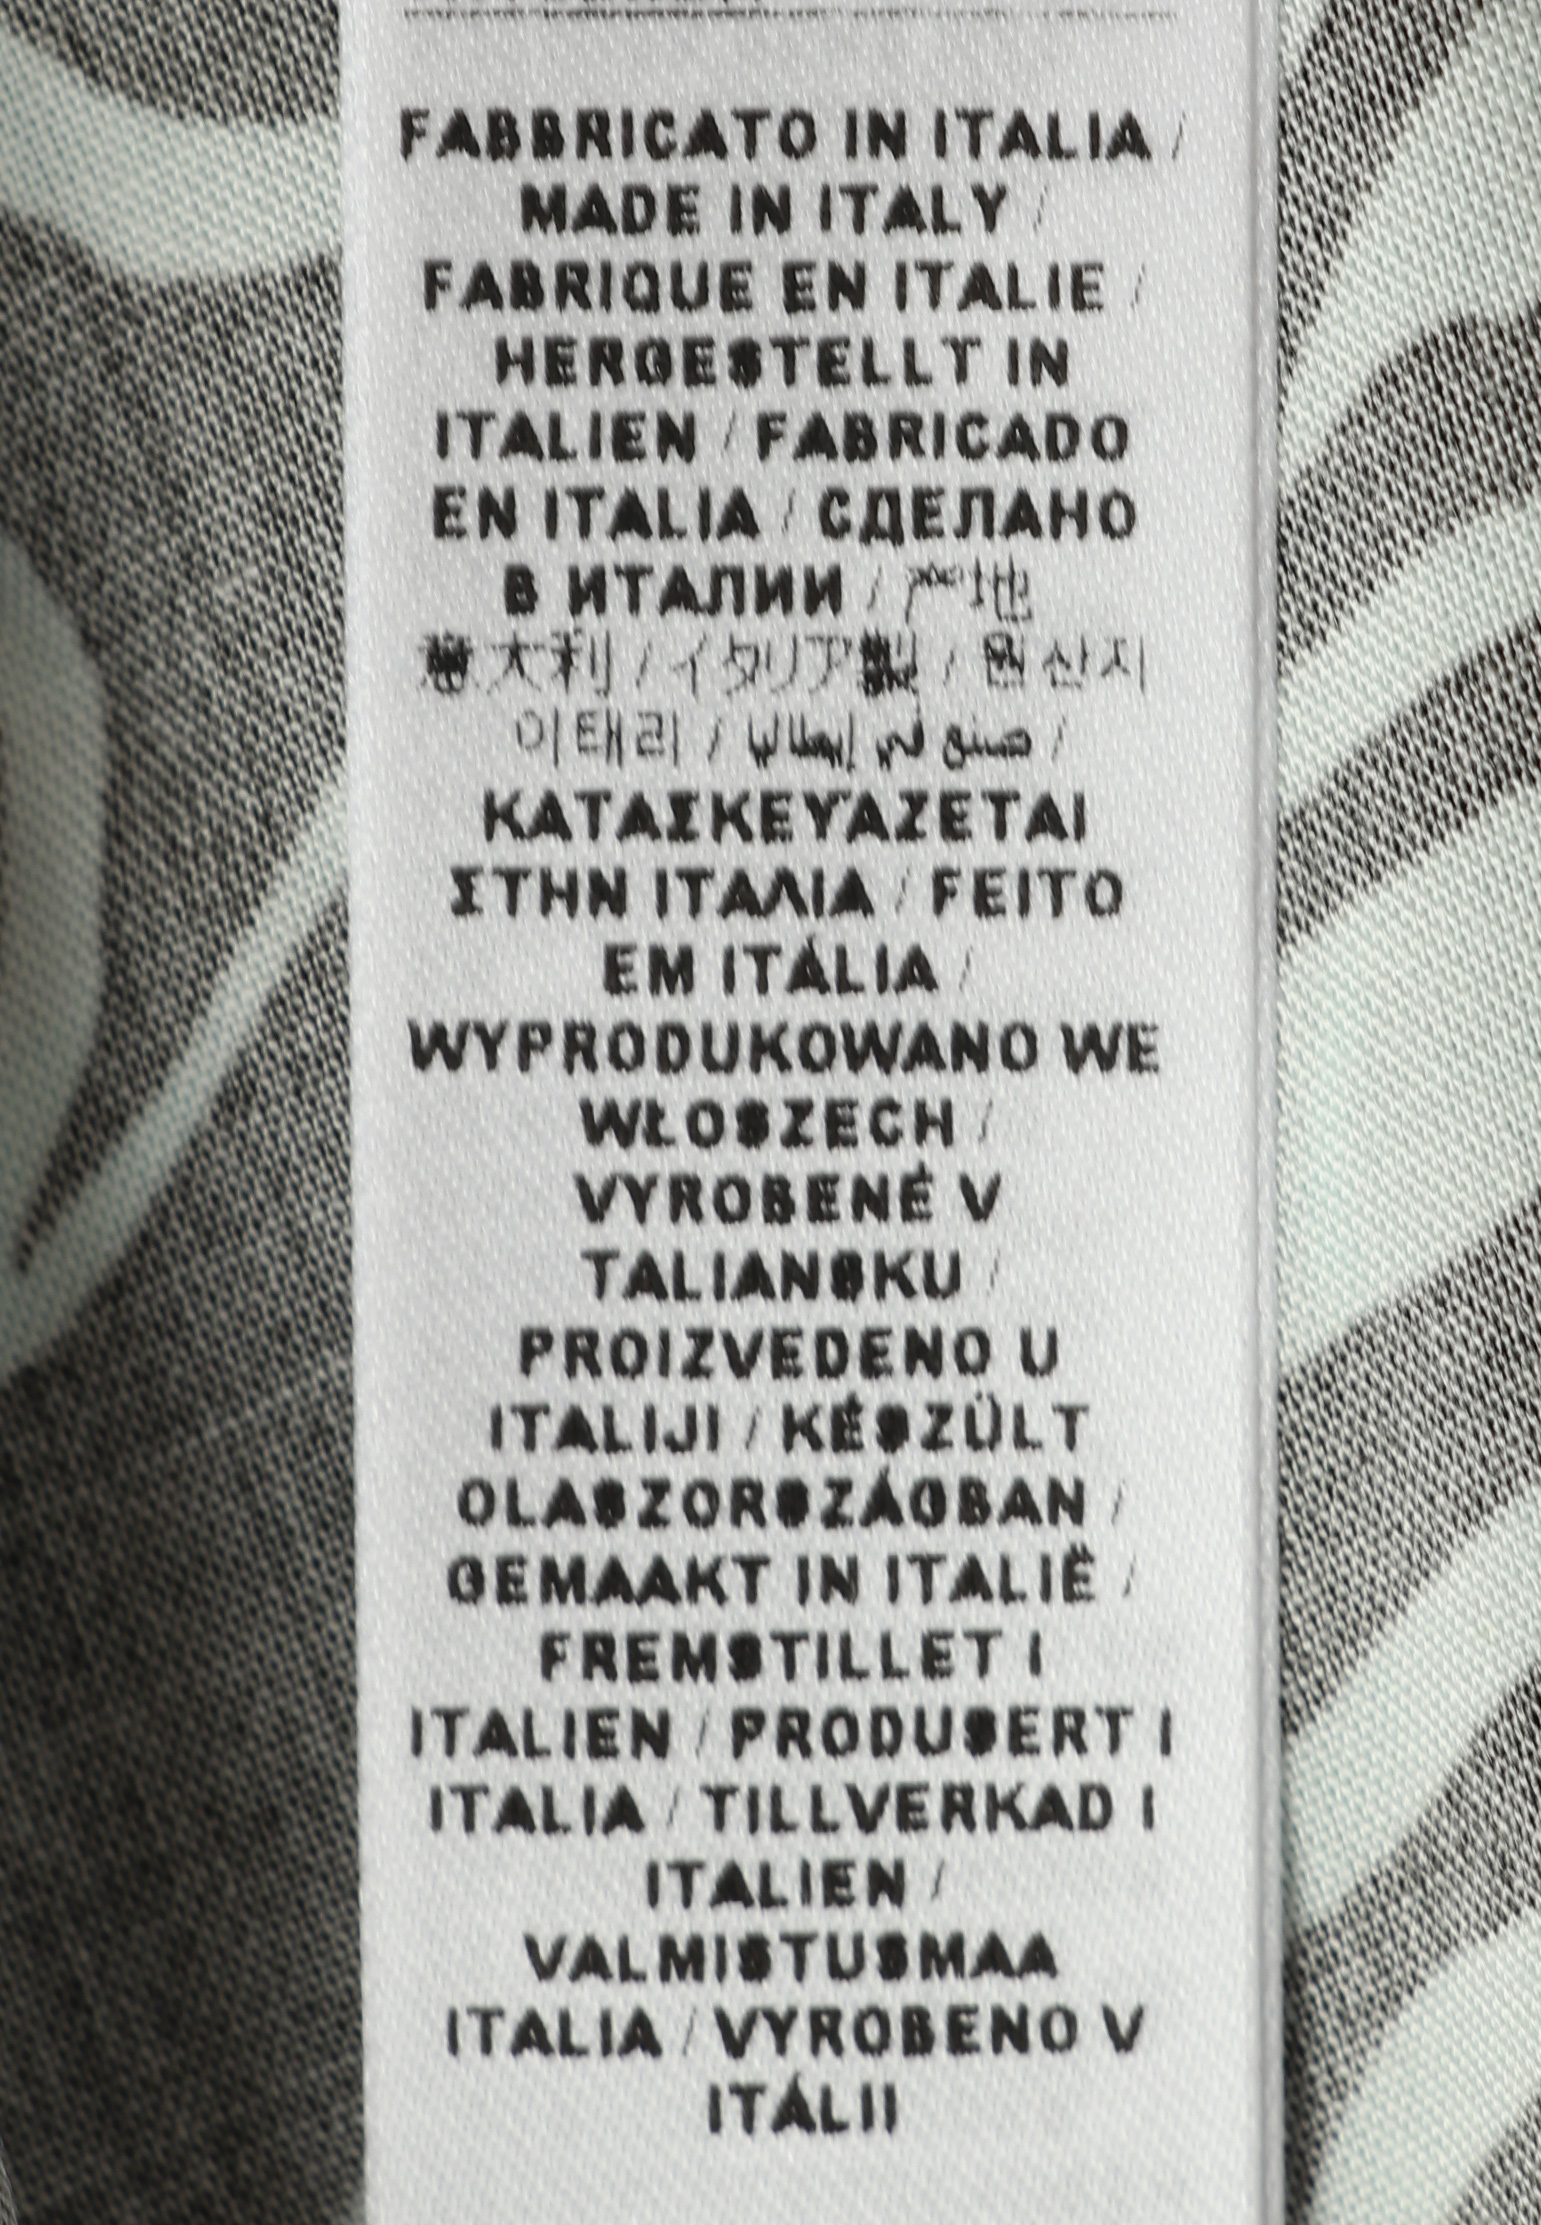 FABBRICATO IN ITALIA /
MADE IN ITALY /
FABRIQUE EN ITALIE /
HERGESTELLT IN
ITALIEN / FABRICADO
EN ITALIA / СДЕЛАНО
В ИТАЛИИ / 产地
意大利 / イタリア製 / 원산지
이태리 / صنع في إيطاليا /
ΚΑΤΑΣΚΕΥΑΖΕΤΑΙ
ΣΤΗΝ ΙΤΑΛΙΑ / FEITO
EM ITÁLIA /
WYPRODUKOWANO WE
WŁOSZECH /
VYROBENÉ V
TALIANSKU /
PROIZVEDENO U
ITALIJI / KÉSZÜLT
OLASZORSZÁGBAN /
GEMAAKT IN ITALIË /
FREMSTILLET I
ITALIEN / PRODUSERT I
ITALIA / TILLVERKAD I
ITALIEN /
VALMISTUSMAA
ITALIA / VYROBENO V
ITÁLII